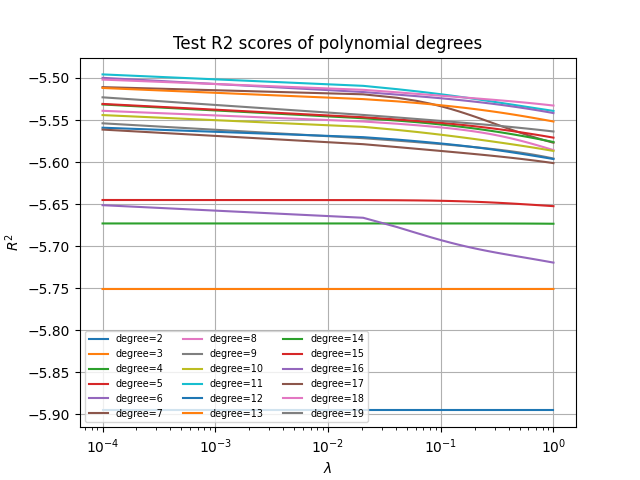 Test R2 scores of polynomial degrees
R²
−5.50
−5.55
−5.60
−5.65
−5.70
−5.75
−5.80
−5.85
−5.90
degree=2 degree=8 degree=14
degree=3 degree=9 degree=15
degree=4 degree=10 degree=16
degree=5 degree=11 degree=17
degree=6 degree=12 degree=18
degree=7 degree=13 degree=19
10⁻⁴ 10⁻³ 10⁻² 10⁻¹ 10⁰
λ